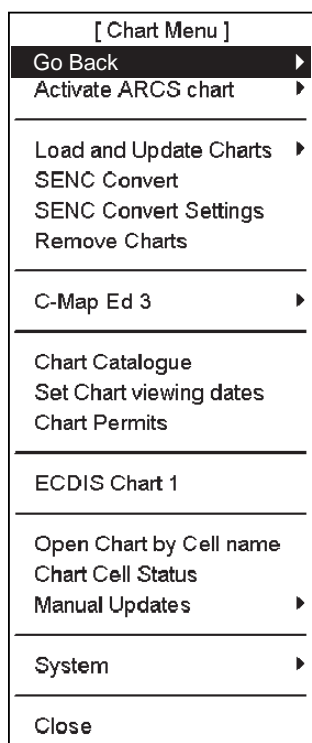 [ Chart Menu ]
Go Back
Activate ARCS chart
Load and Update Charts
SENC Convert
SENC Convert Settings
Remove Charts
C-Map Ed 3
Chart Catalogue
Set Chart viewing dates
Chart Permits
ECDIS Chart 1
Open Chart by Cell name
Chart Cell Status
Manual Updates
System
Close